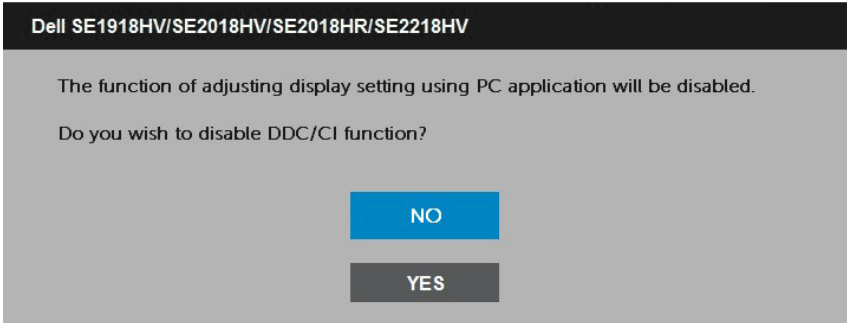 Dell SE1918HV/SE2018HV/SE2018HR/SE2218HV
The function of adjusting display setting using PC application will be disabled.
Do you wish to disable DDC/CI function?
NO
YES